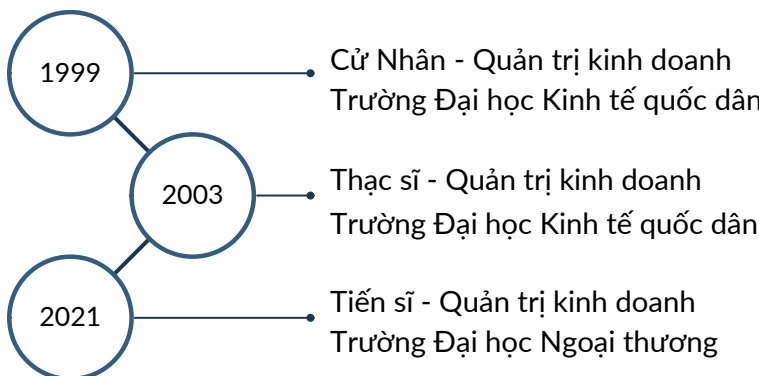 1999
Cử Nhân - Quản trị kinh doanh
Trường Đại học Kinh tế quốc dân
2003
Thạc sĩ - Quản trị kinh doanh
Trường Đại học Kinh tế quốc dân
2021
Tiến sĩ - Quản trị kinh doanh
Trường Đại học Ngoại thương